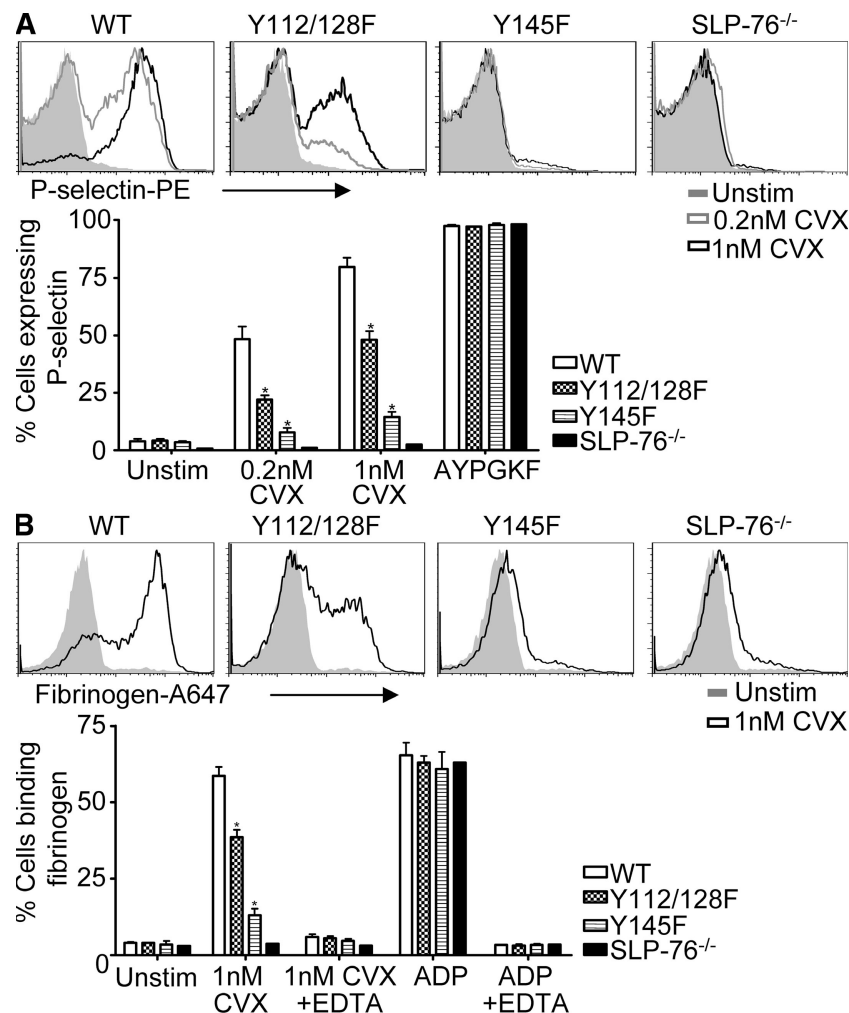 A
WT Y112/128F Y145F SLP-76-/-
P-selectin-PE
Unstim
0.2nM CVX
1nM CVX
% Cells expressing
P-selectin
100
75
50
25
0
* * * *
WT
Y112/128F
Y145F
SLP-76-/-
Unstim 0.2nM CVX 1nM CVX AYPGKF
B
WT Y112/128F Y145F SLP-76-/-
Fibrinogen-A647
Unstim
1nM CVX
% Cells binding
fibrinogen
75
50
25
0
* *
WT
Y112/128F
Y145F
SLP-76-/-
Unstim 1nM CVX 1nM CVX +EDTA ADP ADP +EDTA